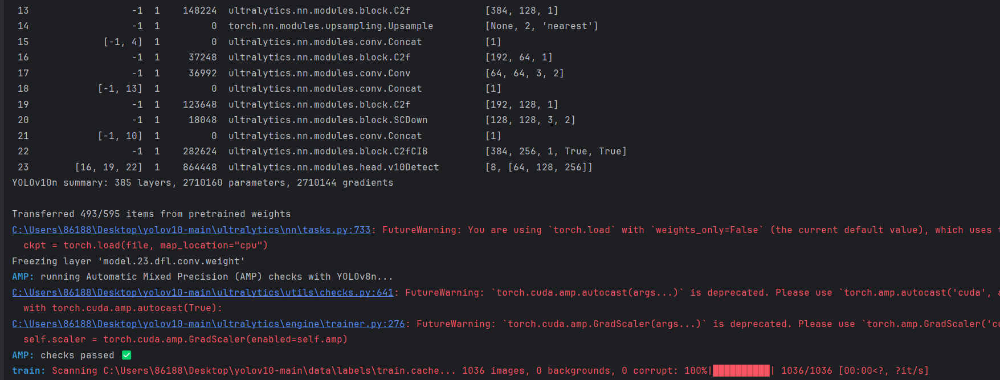 13 -1 1 148224 ultralytics.nn.modules.block.C2f [384, 128, 1]
14 -1 1 0 torch.nn.modules.upsampling.Upsample [None, 2, 'nearest']
15 [-1, 4] 1 0 ultralytics.nn.modules.conv.Concat [1]
16 -1 1 37248 ultralytics.nn.modules.block.C2f [192, 64, 1]
17 -1 1 36992 ultralytics.nn.modules.conv.Conv [64, 64, 3, 2]
18 [-1, 13] 1 0 ultralytics.nn.modules.conv.Concat [1]
19 -1 1 123648 ultralytics.nn.modules.block.C2f [192, 128, 1]
20 -1 1 18048 ultralytics.nn.modules.block.SCDown [128, 128, 3, 2]
21 [-1, 10] 1 0 ultralytics.nn.modules.conv.Concat [1]
22 -1 1 282624 ultralytics.nn.modules.block.C2fCIB [384, 256, 1, True, True]
23 [16, 19, 22] 1 864448 ultralytics.nn.modules.head.v10Detect [8, [64, 128, 256]]
YOLOv10n summary: 385 layers, 2710160 parameters, 2710144 gradients
Transferred 493/595 items from pretrained weights
C:\Users\86188\Desktop\yolov10-main\ultralytics\nn\tasks.py:733: FutureWarning: You are using `torch.load` with `weights_only=False` (the current default value), which uses
ckpt = torch.load(file, map_location="cpu")
Freezing layer 'model.23.dfl.conv.weight'
AMP: running Automatic Mixed Precision (AMP) checks with YOLOv8n...
C:\Users\86188\Desktop\yolov10-main\ultralytics\utils\checks.py:641: FutureWarning: `torch.cuda.amp.autocast(args...)` is deprecated. Please use `torch.amp.autocast('cuda',
with torch.cuda.amp.autocast(True):
C:\Users\86188\Desktop\yolov10-main\ultralytics\engine\trainer.py:276: FutureWarning: `torch.cuda.amp.GradScaler(args...)` is deprecated. Please use `torch.amp.GradScaler('cu
self.scaler = torch.cuda.amp.GradScaler(enabled=self.amp)
AMP: checks passed ✅
train: Scanning C:\Users\86188\Desktop\yolov10-main\data\labels\train.cache... 1036 images, 0 backgrounds, 0 corrupt: 100%|██████████| 1036/1036 [00:00<?, ?it/s]